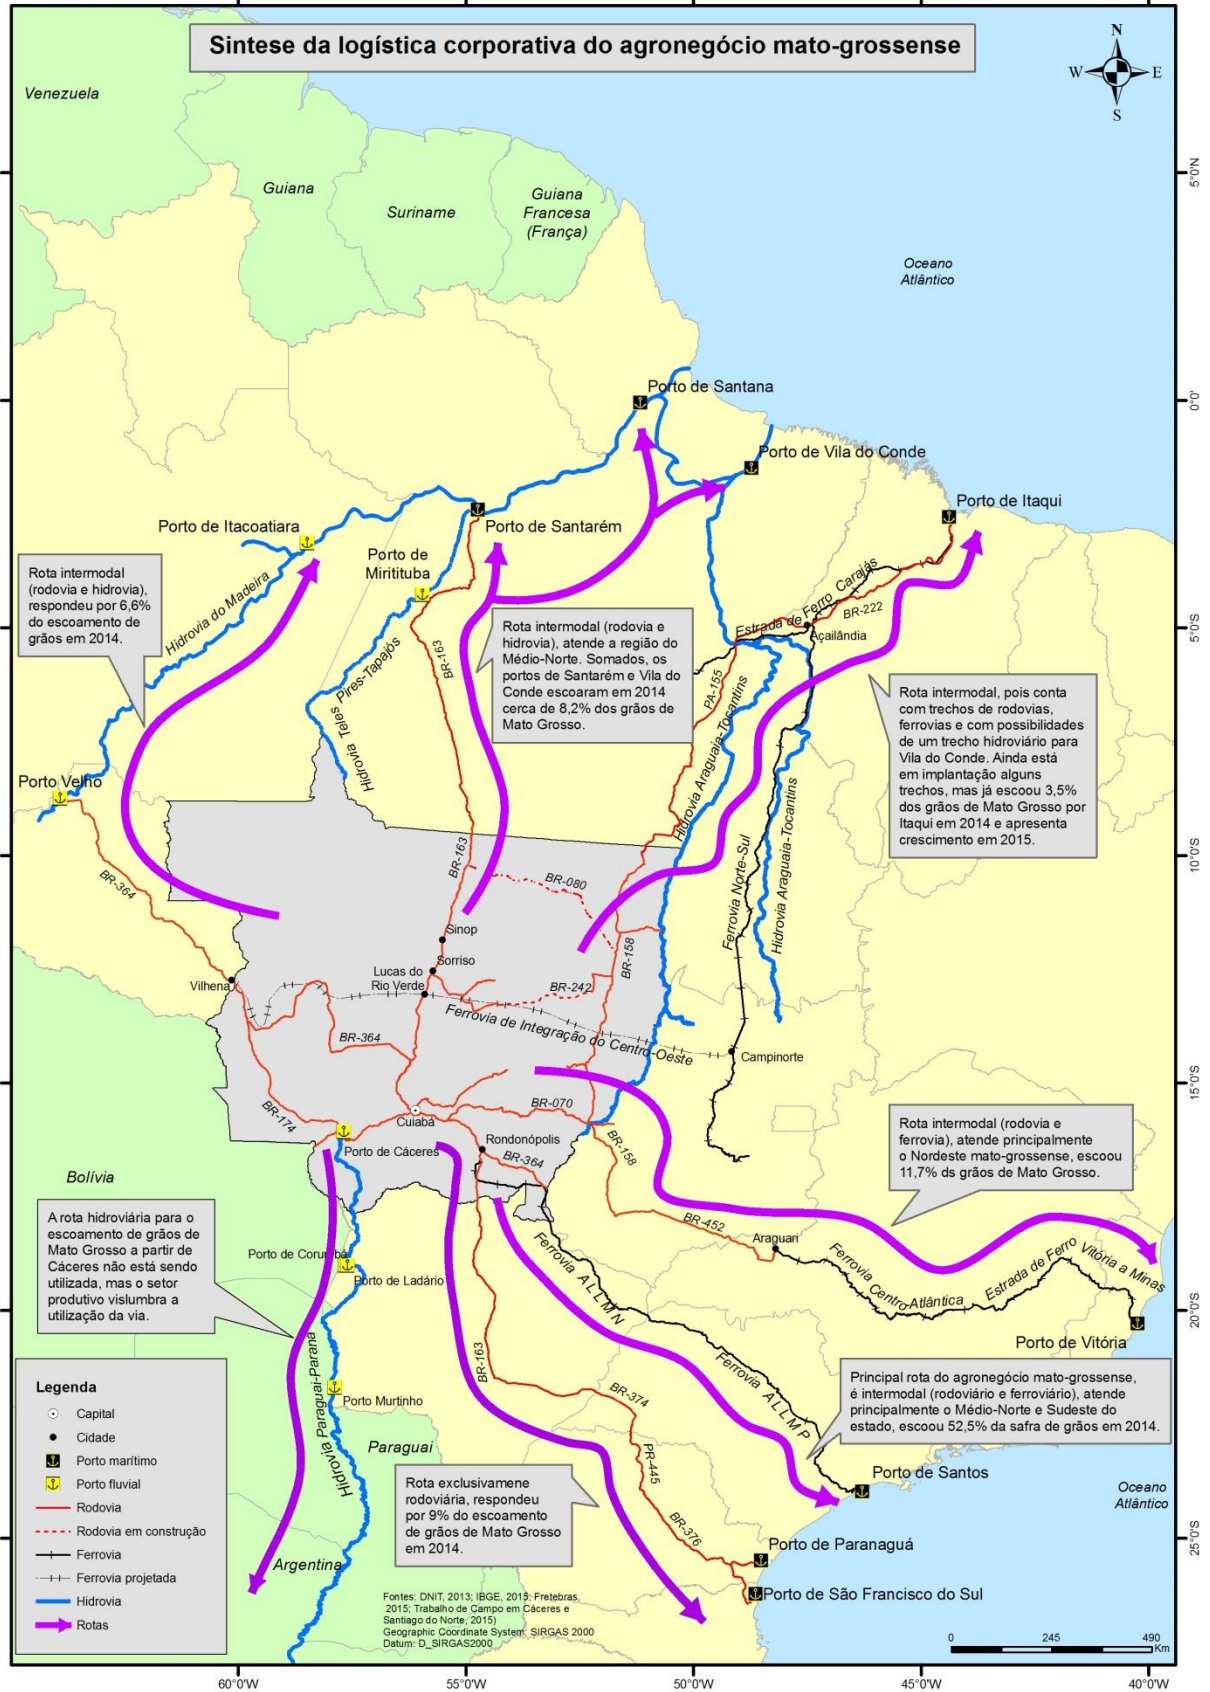 Sintese da logística corporativa do agronegócio mato-grossense
N
W
E
S
Venezuela
Guiana
Suriname
Guiana
Francesa
(França)
Oceano
Atlântico
5°0'N
0°0'
5°0'S
10°0'S
15°0'S
20°0'S
25°0'S
Porto de Santana
Porto de Vila do Conde
Porto de Itaqui
Porto de Itacoatiara
Porto de Santarém
Porto de
Miritituba
Rota intermodal
(rodovia e hidrovia),
respondeu por 6,6%
do escoamento de
grãos em 2014.
Hidrovia do Madeira
Hidrovia Teles Pires-Tapajós
BR-163
Rota intermodal (rodovia e
hidrovia), atende a região do
Médio-Norte. Somados, os
portos de Santarém e Vila do
Conde escoaram em 2014
cerca de 8,2% dos grãos de
Mato Grosso.
Estrada de Ferro Carajás
BR-222
Açailândia
PA-155
Hidrovia Araguaia-Tocantins
Rota intermodal, pois conta
com trechos de rodovias,
ferrovias e com possibilidades
de um trecho hidroviário para
Vila do Conde. Ainda está
em implantação alguns
trechos, mas já escoou 3,5%
dos grãos de Mato Grosso por
Itaqui em 2014 e apresenta
crescimento em 2015.
Porto Velho
BR-364
BR-163
BR-080
Ferrovia Norte-Sul
Hidrovia Araguaia-Tocantins
Sinop
Sorriso
Lucas do
Rio Verde
BR-158
BR-242
Vilhena
Ferrovia de Integração do Centro-Oeste
BR-364
Campinorte
BR-174
BR-070
Cuiabá
Porto de Cáceres
Rondonópolis
BR-364
BR-158
Rota intermodal (rodovia e
ferrovia), atende principalmente
o Nordeste mato-grossense, escoou
11,7% ds grãos de Mato Grosso.
Bolívia
A rota hidroviária para o
escoamento de grãos de
Mato Grosso a partir de
Cáceres não está sendo
utilizada, mas o setor
produtivo vislumbra a
utilização da via.
BR-452
Araguari
Porto de Corumbá
Porto de Ladário
Ferrovia ALLMN
Ferrovia Centro-Atlântica
Estrada de Ferro Vitória a Minas
Porto de Vitória
Hidrovia Paraguai-Paraná
BR-163
Ferrovia ALLMP
Principal rota do agronegócio mato-grossense,
é intermodal (rodoviário e ferroviário), atende
principalmente o Médio-Norte e Sudeste do
estado, escoou 52,5% da safra de grãos em 2014.
Porto Murtinho
BR-374
Paraguai
PR-445
Porto de Santos
Oceano
Atlântico
Rota exclusivamene
rodoviária, respondeu
por 9% do escoamento
de grãos de Mato Grosso
em 2014.
BR-376
Porto de Paranaguá
Porto de São Francisco do Sul
Argentina
Legenda
Capital
Cidade
Porto marítimo
Porto fluvial
Rodovia
Rodovia em construção
Ferrovia
Ferrovia projetada
Hidrovia
Rotas
Fontes: DNIT, 2013; IBGE, 2015; Fretebras,
2015; Trabalho de Campo em Cáceres e
Santiago do Norte, 2015)
Geographic Coordinate System: SIRGAS 2000
Datum: D_SIRGAS2000
0 245 490
Km
60°0'W
55°0'W
50°0'W
45°0'W
40°0'W